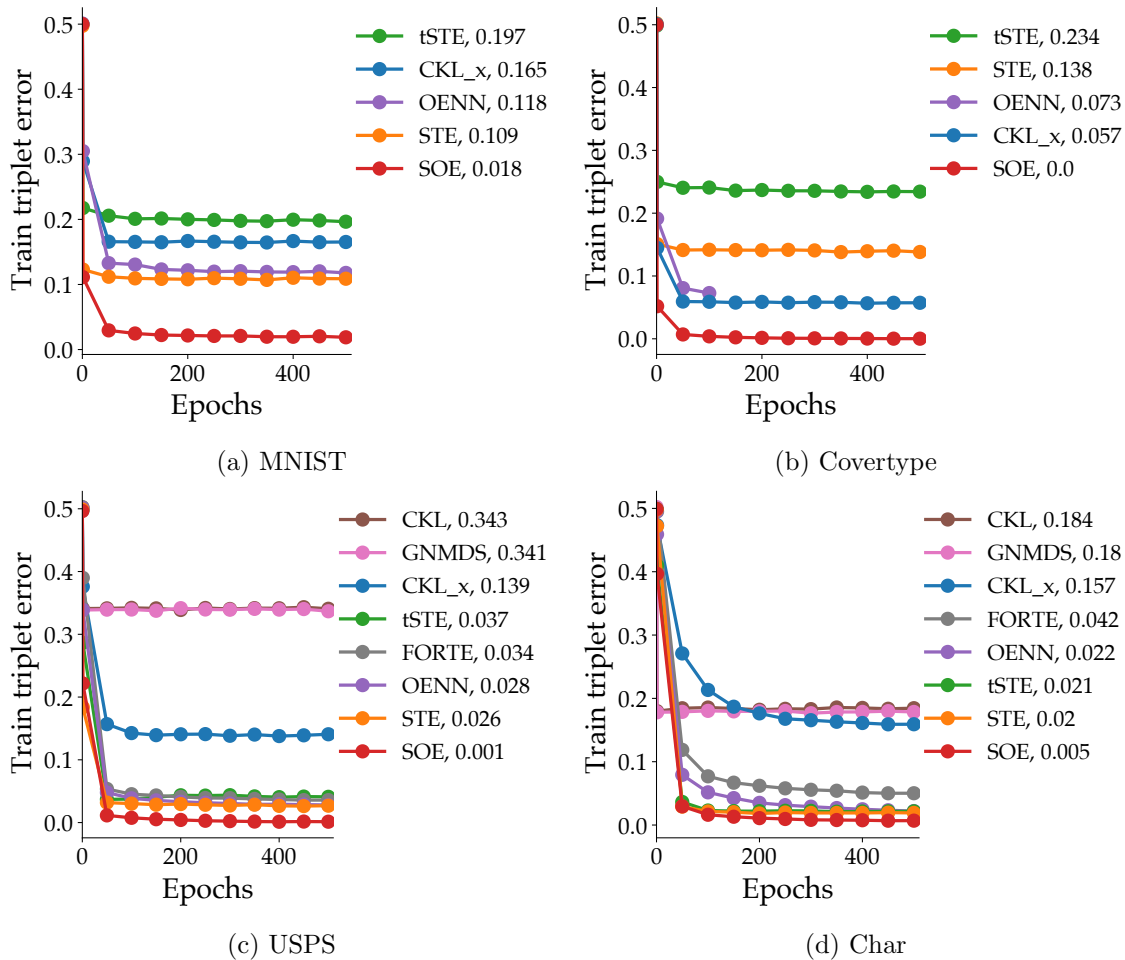 0.5
0.4
0.3
0.2
0.1
0.0
Train triplet error
0 200 400
Epochs
tSTE, 0.197
CKL_x, 0.165
OENN, 0.118
STE, 0.109
SOE, 0.018
(a) MNIST
0.5
0.4
0.3
0.2
0.1
0.0
Train triplet error
0 200 400
Epochs
tSTE, 0.234
STE, 0.138
OENN, 0.073
CKL_x, 0.057
SOE, 0.0
(b) Covertype
0.5
0.4
0.3
0.2
0.1
0.0
Train triplet error
0 200 400
Epochs
CKL, 0.343
GNMDS, 0.341
CKL_x, 0.139
tSTE, 0.037
FORTE, 0.034
OENN, 0.028
STE, 0.026
SOE, 0.001
(c) USPS
0.5
0.4
0.3
0.2
0.1
0.0
Train triplet error
0 200 400
Epochs
CKL, 0.184
GNMDS, 0.18
CKL_x, 0.157
FORTE, 0.042
OENN, 0.022
tSTE, 0.021
STE, 0.02
SOE, 0.005
(d) Char